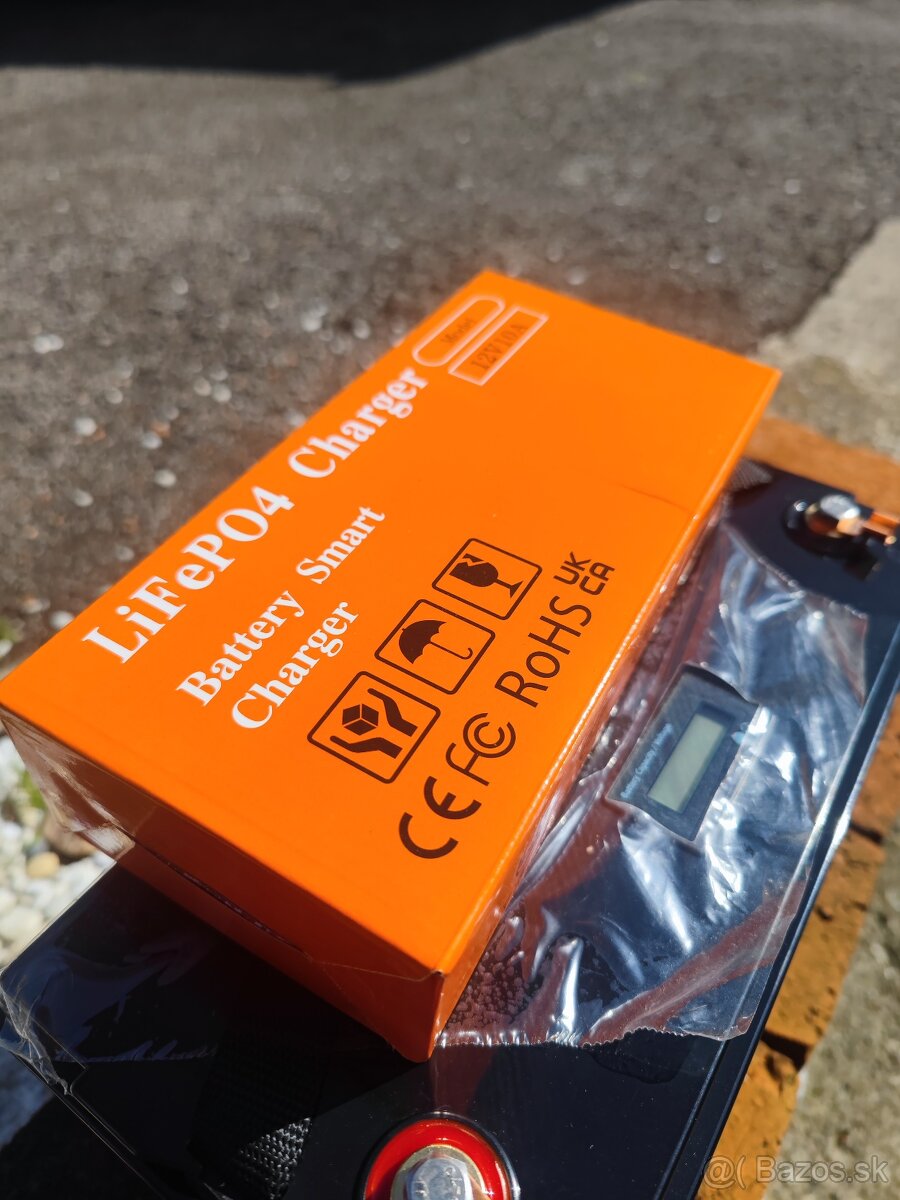 Model
12V10A
LiFePO4 Charger
Battery Smart
Charger
CE FC RoHS UK
CA
@( Bazos.sk